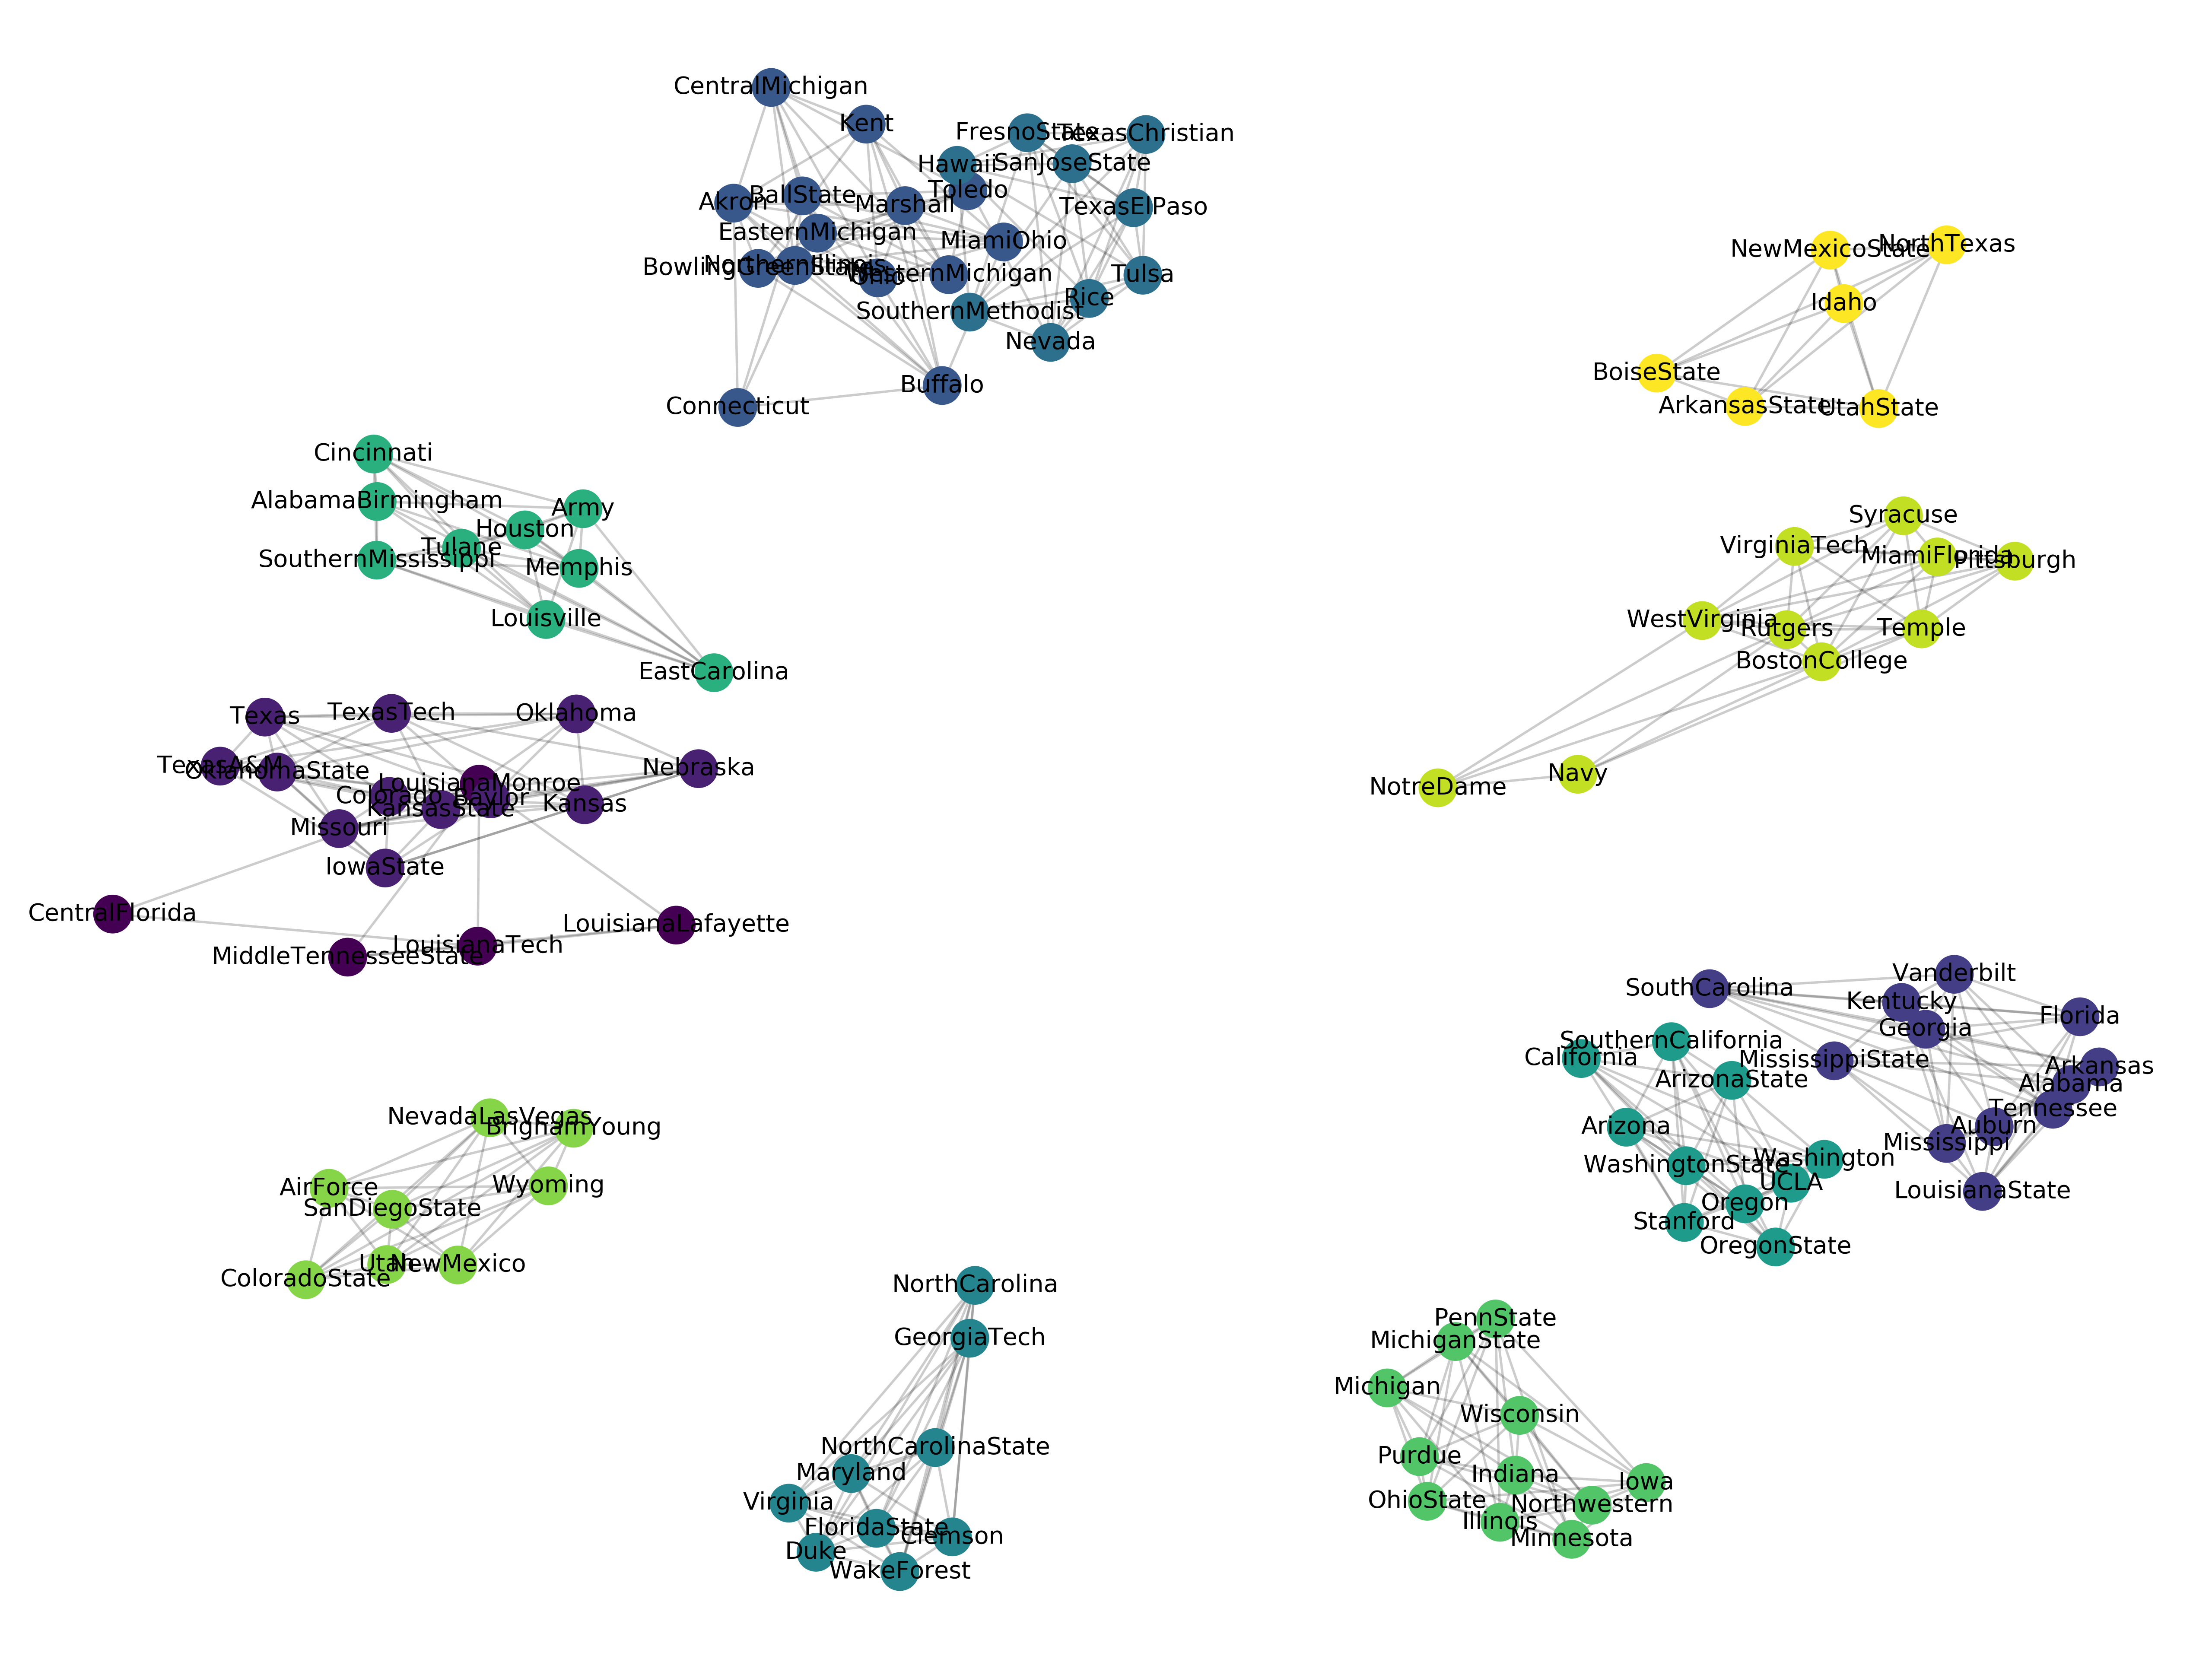 CentralMichigan
Kent
FresnoState
TexasChristian
Hawaii
SanJoseState
Toledo
BallState
Akron
Marshall
TexasElPaso
EasternMichigan
MiamiOhio
BowlingGreenState
NorthernIllinois
Ohio
WesternMichigan
Tulsa
Rice
SouthernMethodist
Nevada
Buffalo
Connecticut
NewMexicoState
NorthTexas
Idaho
BoiseState
ArkansasState
UtahState
Cincinnati
AlabamaBirmingham
Army
Houston
Tulane
SouthernMississippi
Memphis
Louisville
EastCarolina
Syracuse
VirginiaTech
MiamiFlorida
Pittsburgh
WestVirginia
Rutgers
Temple
BostonCollege
NotreDame
Navy
Texas
TexasTech
Oklahoma
TexasA&M
OklahomaState
Nebraska
LouisianaMonroe
Colorado
Baylor
KansasState
Kansas
Missouri
IowaState
CentralFlorida
LouisianaLafayette
LouisianaTech
MiddleTennesseeState
SouthCarolina
Vanderbilt
Kentucky
Florida
Georgia
SouthernCalifornia
California
MississippiState
Arkansas
ArizonaState
Alabama
Tennessee
Arizona
Auburn
Mississippi
WashingtonState
Washington
UCLA
LouisianaState
Oregon
Stanford
OregonState
NevadaLasVegas
BrighamYoung
AirForce
Wyoming
SanDiegoState
Utah
NewMexico
ColoradoState
NorthCarolina
GeorgiaTech
NorthCarolinaState
Maryland
Virginia
FloridaState
Clemson
Duke
WakeForest
PennState
MichiganState
Michigan
Wisconsin
Purdue
Indiana
Iowa
OhioState
Northwestern
Illinois
Minnesota